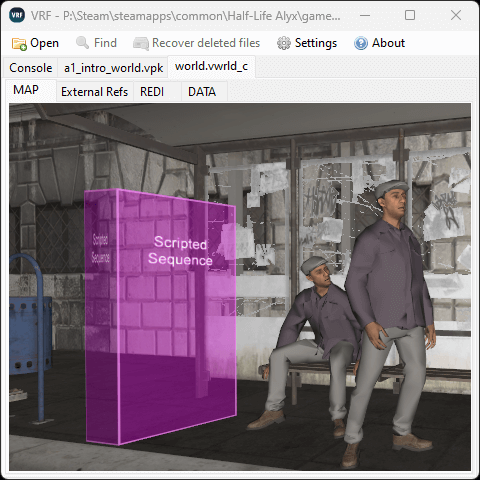 VRF
VRF - P:\Steam\steamapps\common\Half-Life Alyx\game...
Open
Find
Recover deleted files
Settings
About
Console
a1_intro_world.vpk
world.vwrld_c
MAP
External Refs
REDI
DATA
Scripted
Sequence
Scripted
Sequence